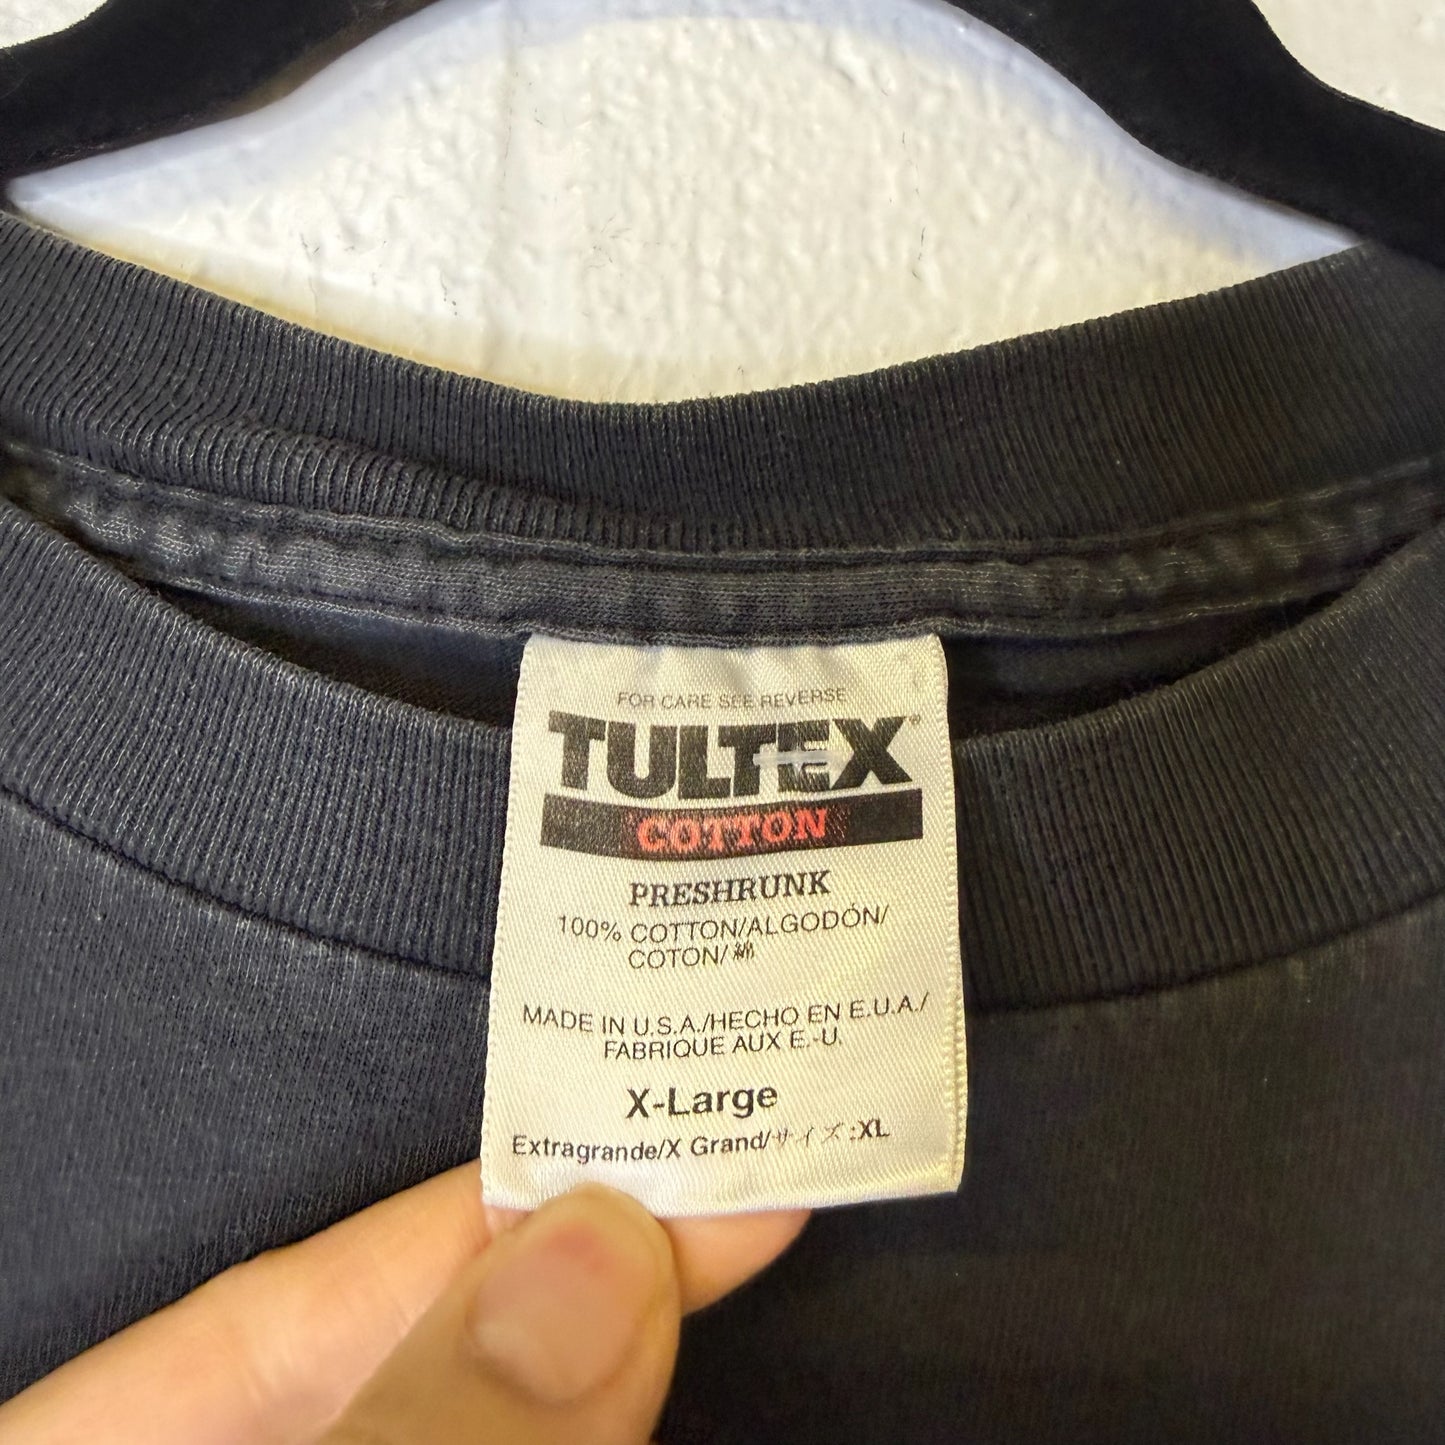 FOR CARE SEE REVERSE
TULTEX®
COTTON
PRESHRUNK
100% COTTON/ALGODÓN/
COTON/綿
MADE IN U.S.A./HECHO EN E.U.A./
FABRIQUE AUX E.-U.
X-Large
Extragrande/X Grand/サイズ:XL